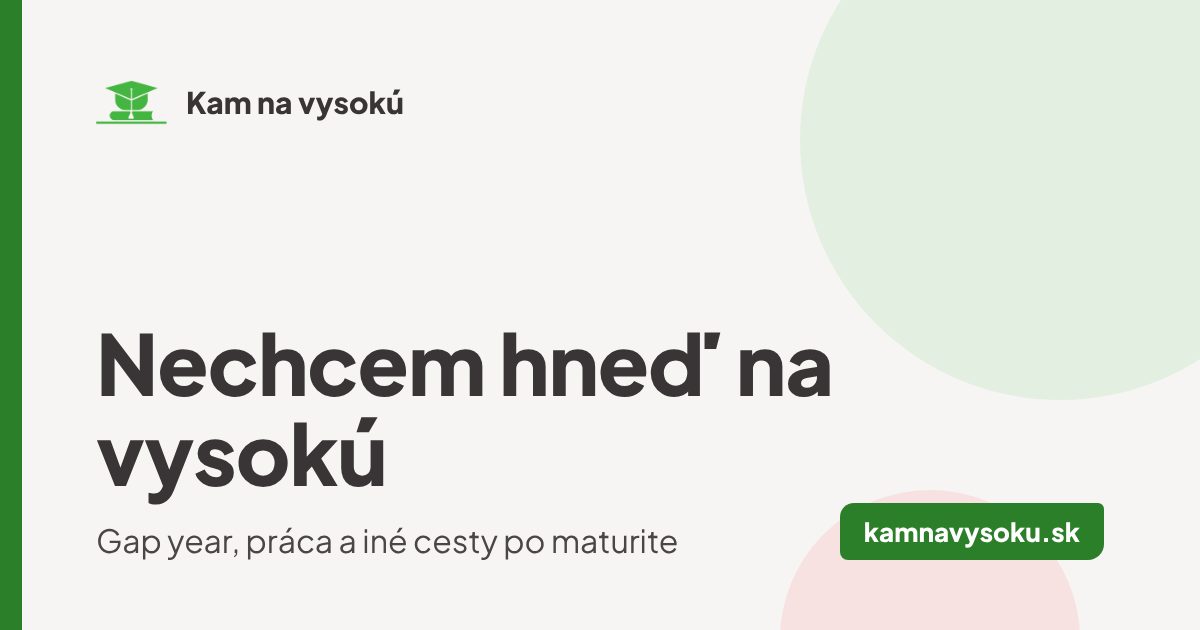 Kam na vysokú
Nechcem hneď na
vysokú
Gap year, práca a iné cesty po maturite
kamnavysoku.sk